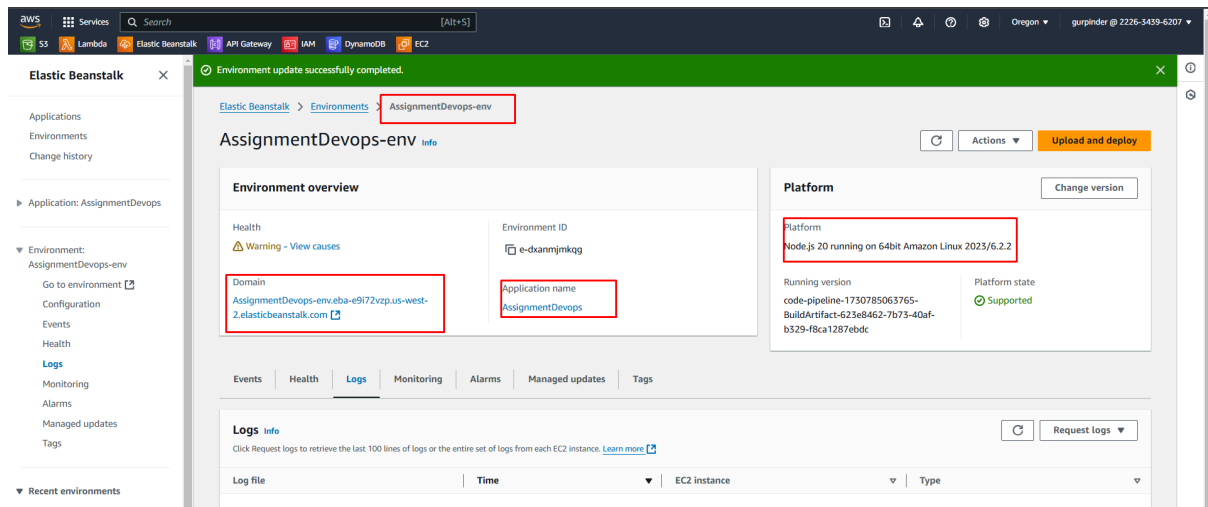 aws
Services
Search
[Alt+S]
Oregon
gurpinder @ 2226-3439-6207
S3
Lambda
Elastic Beanstalk
API Gateway
IAM
DynamoDB
EC2
Elastic Beanstalk
Applications
Environments
Change history
Application: AssignmentDevops
Environment:
AssignmentDevops-env
Go to environment
Configuration
Events
Health
Logs
Monitoring
Alarms
Managed updates
Tags
Recent environments
Environment update successfully completed.
Elastic Beanstalk > Environments > AssignmentDevops-env
AssignmentDevops-env Info
Actions
Upload and deploy
Environment overview
Health
Warning - View causes
Environment ID
e-dxanmjmkqg
Domain
AssignmentDevops-env.eba-e9i72vzp.us-west-
2.elasticbeanstalk.com
Application name
AssignmentDevops
Platform
Change version
Platform
Node.js 20 running on 64bit Amazon Linux 2023/6.2.2
Running version
code-pipeline-1730785063765-
BuildArtifact-623e8462-7b73-40af-
b329-f8ca1287ebdc
Platform state
Supported
Events
Health
Logs
Monitoring
Alarms
Managed updates
Tags
Logs Info
Request logs
Click Request logs to retrieve the last 100 lines of logs or the entire set of logs from each EC2 instance. Learn more
Log file
Time
EC2 instance
Type